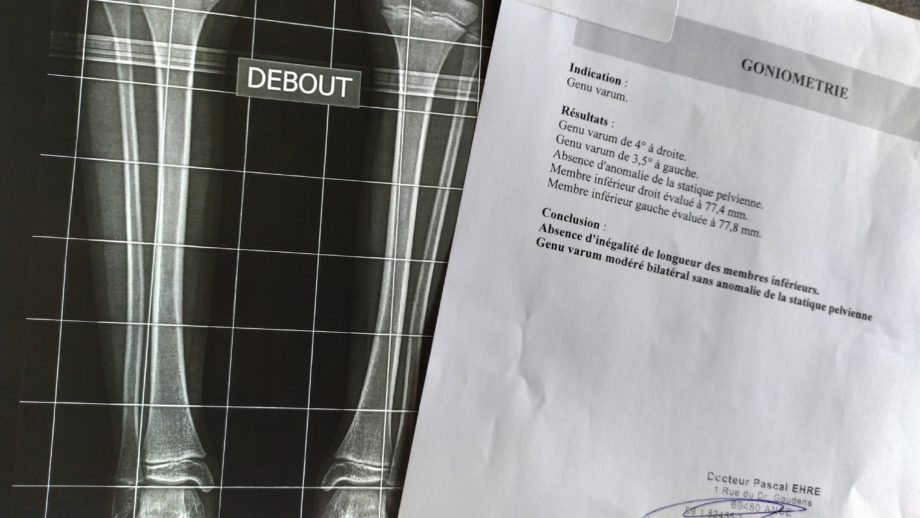 DEBOUT
GONIOMETRIE
Indication :
Genu varum.
Résultats :
Genu varum de 4° à droite.
Genu varum de 3,5° à gauche.
Absence d'anomalie de la statique pelvienne.
Membre inférieur droit évalué à 77,4 mm.
Membre inférieur gauche évaluée à 77,8 mm.
Conclusion :
Absence d'inégalité de longueur des membres inférieurs.
Genu varum modéré bilatéral sans anomalie de la statique pelvienne
Docteur Pascal EHRE
1 Rue du Dr. Gaudens
69480 ANSE